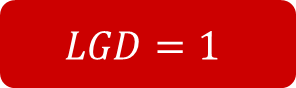 LGD = 1